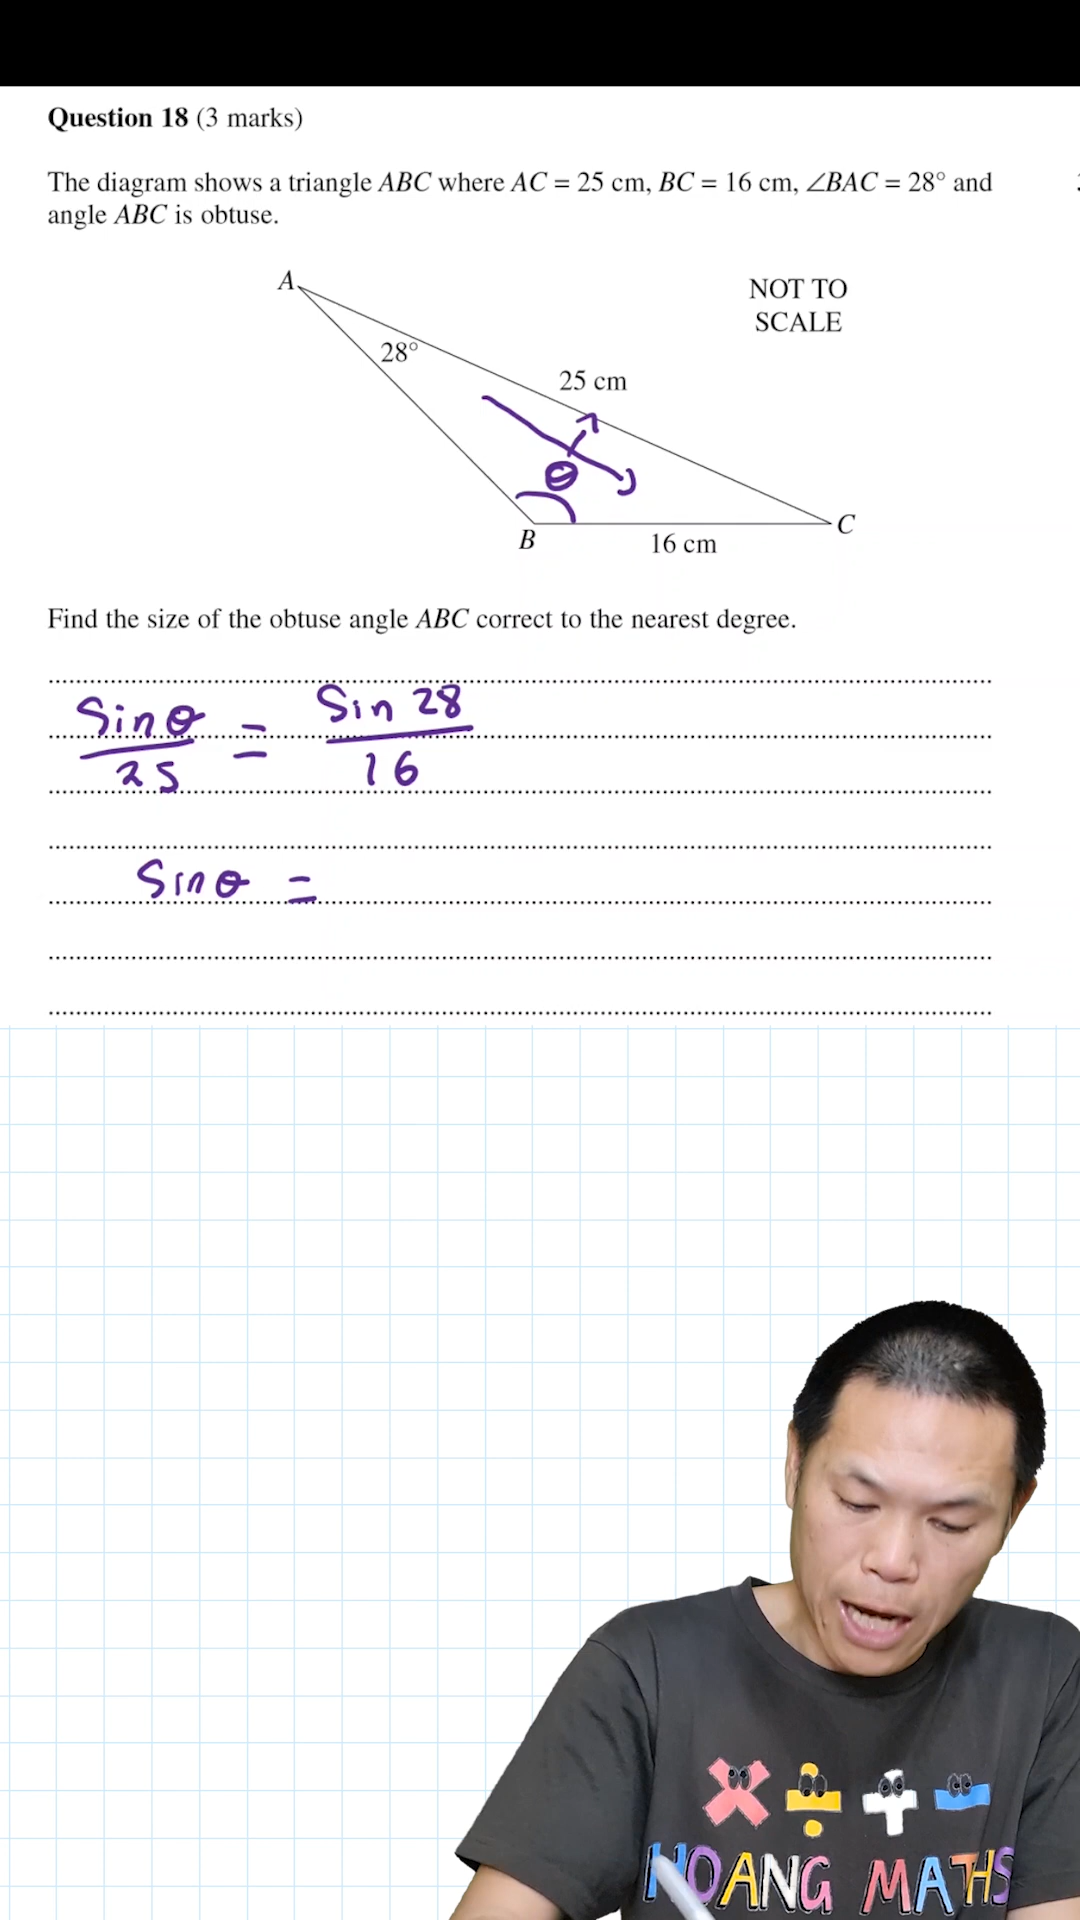 Question 18 (3 marks)
The diagram shows a triangle ABC where AC = 25 cm, BC = 16 cm, ∠BAC = 28° and
angle ABC is obtuse.
A
NOT TO
SCALE
28°
25 cm
θ
B
C
16 cm
Find the size of the obtuse angle ABC correct to the nearest degree.
Sin θ / 25 = Sin 28 / 16
Sin θ =
HOANG MATHS